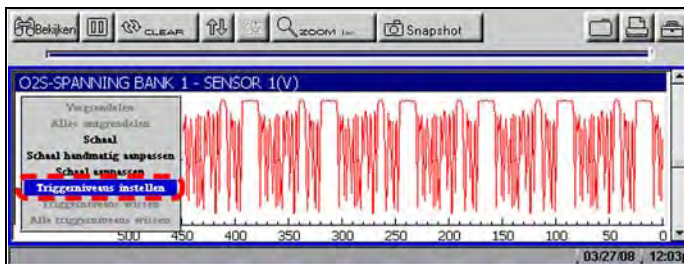 Bekijken CLEAR ZOOM Snapshot
O2S-SPANNING BANK 1 - SENSOR 1(V)
Vergrendelen
Alles ontgrendelen
Schaal
Schaal handmatig aanpassen
Schaal aanpassen
Triggerniveaus instellen
Triggerniveaus wissen
Alle triggerniveaus wissen
500 450 400 350 300 250 200 150 100 50 0
03/27/08 12:03